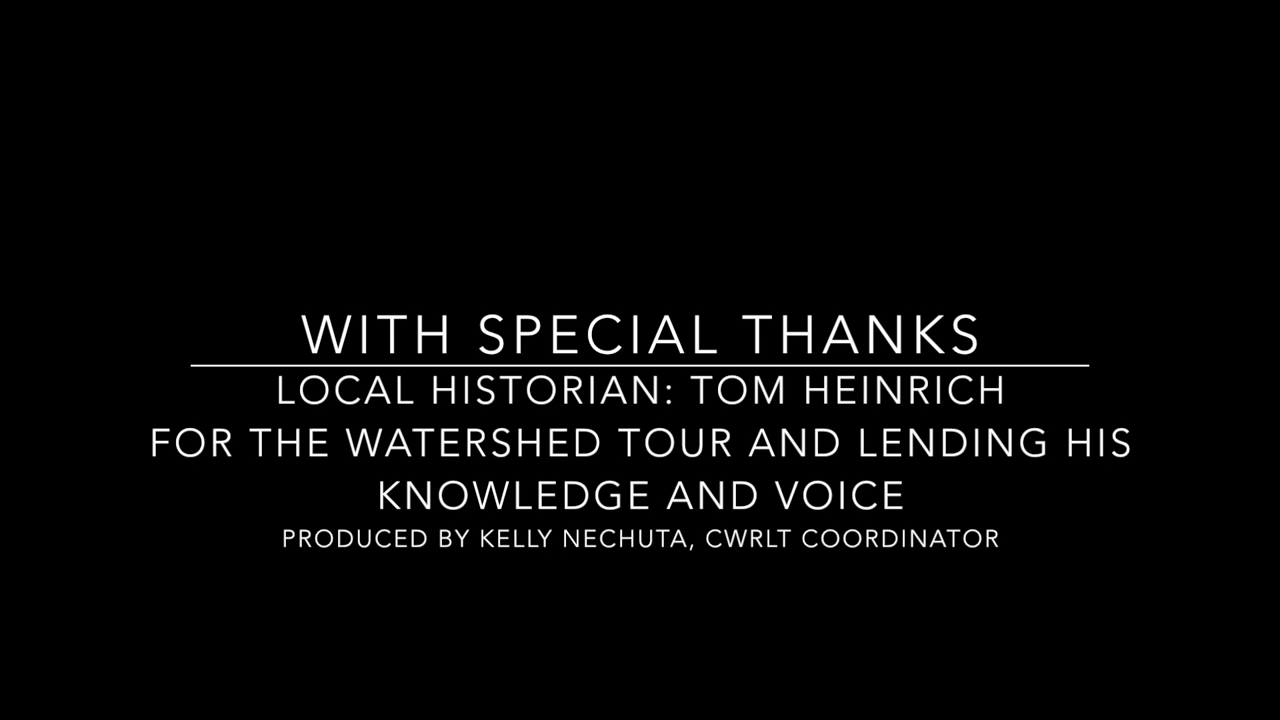 WITH SPECIAL THANKS
LOCAL HISTORIAN: TOM HEINRICH
FOR THE WATERSHED TOUR AND LENDING HIS
KNOWLEDGE AND VOICE
PRODUCED BY KELLY NECHUTA, CWRLT COORDINATOR